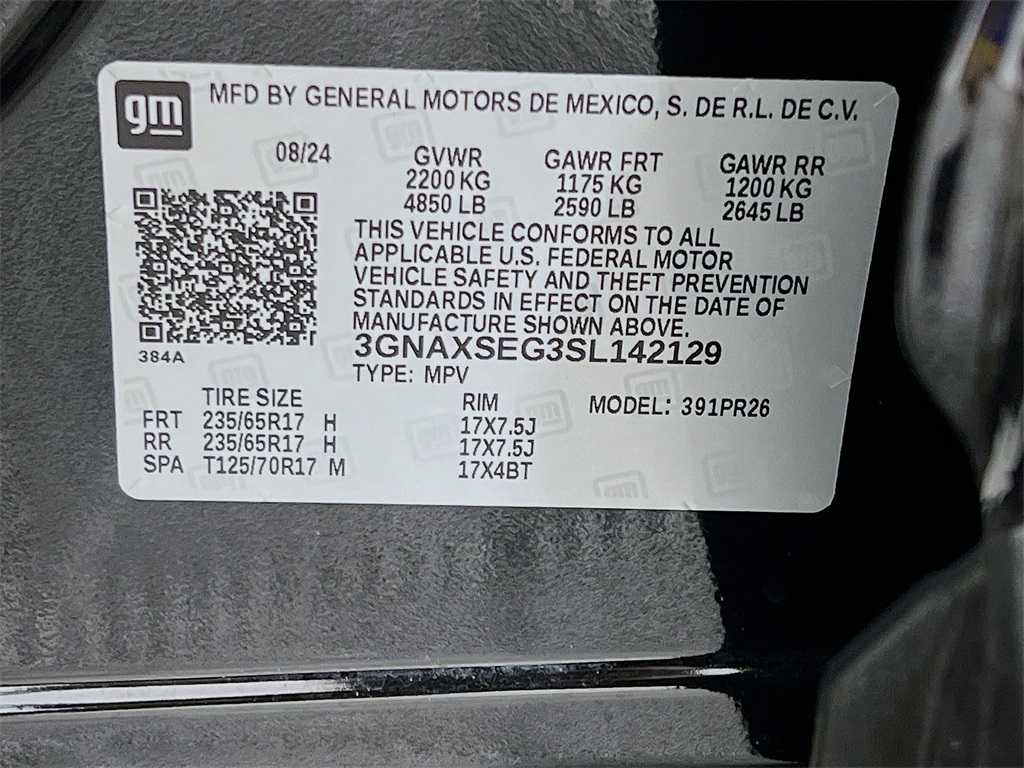 gm MFD BY GENERAL MOTORS DE MEXICO, S. DE R.L. DE C.V.
08/24 GVWR GAWR FRT GAWR RR
2200 KG 1175 KG 1200 KG
4850 LB 2590 LB 2645 LB
THIS VEHICLE CONFORMS TO ALL
APPLICABLE U.S. FEDERAL MOTOR
VEHICLE SAFETY AND THEFT PREVENTION
STANDARDS IN EFFECT ON THE DATE OF
MANUFACTURE SHOWN ABOVE.
384A 3GNAXSEG3SL142129
TYPE: MPV
TIRE SIZE RIM MODEL: 391PR26
FRT 235/65R17 H 17X7.5J
RR 235/65R17 H 17X7.5J
SPA T125/70R17 M 17X4BT